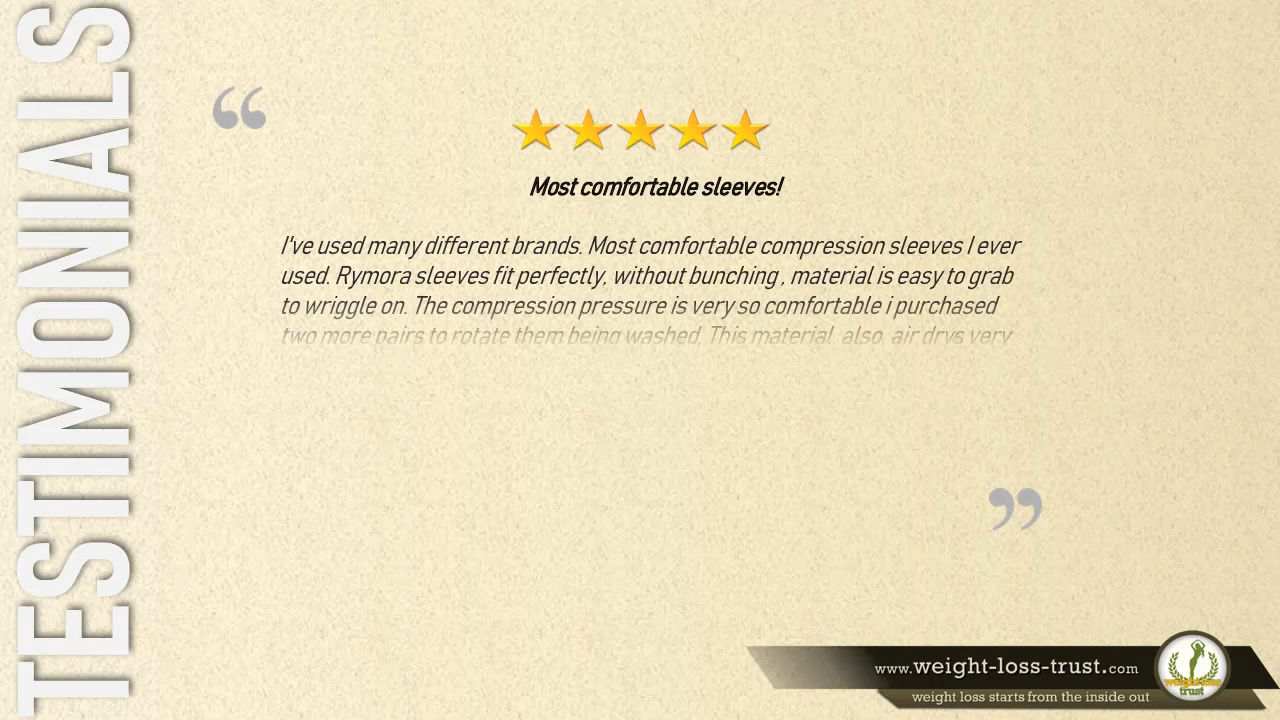 TESTIMONIALS
“
Most comfortable sleeves!
I've used many different brands. Most comfortable compression sleeves I ever
used. Rymora sleeves fit perfectly, without bunching , material is easy to grab
to wriggle on. The compression pressure is very so comfortable i purchased
two more pairs to rotate them being washed. This material, also, air drys very
”
www.weight-loss-trust.com
weight loss starts from the inside out
weight loss
trust